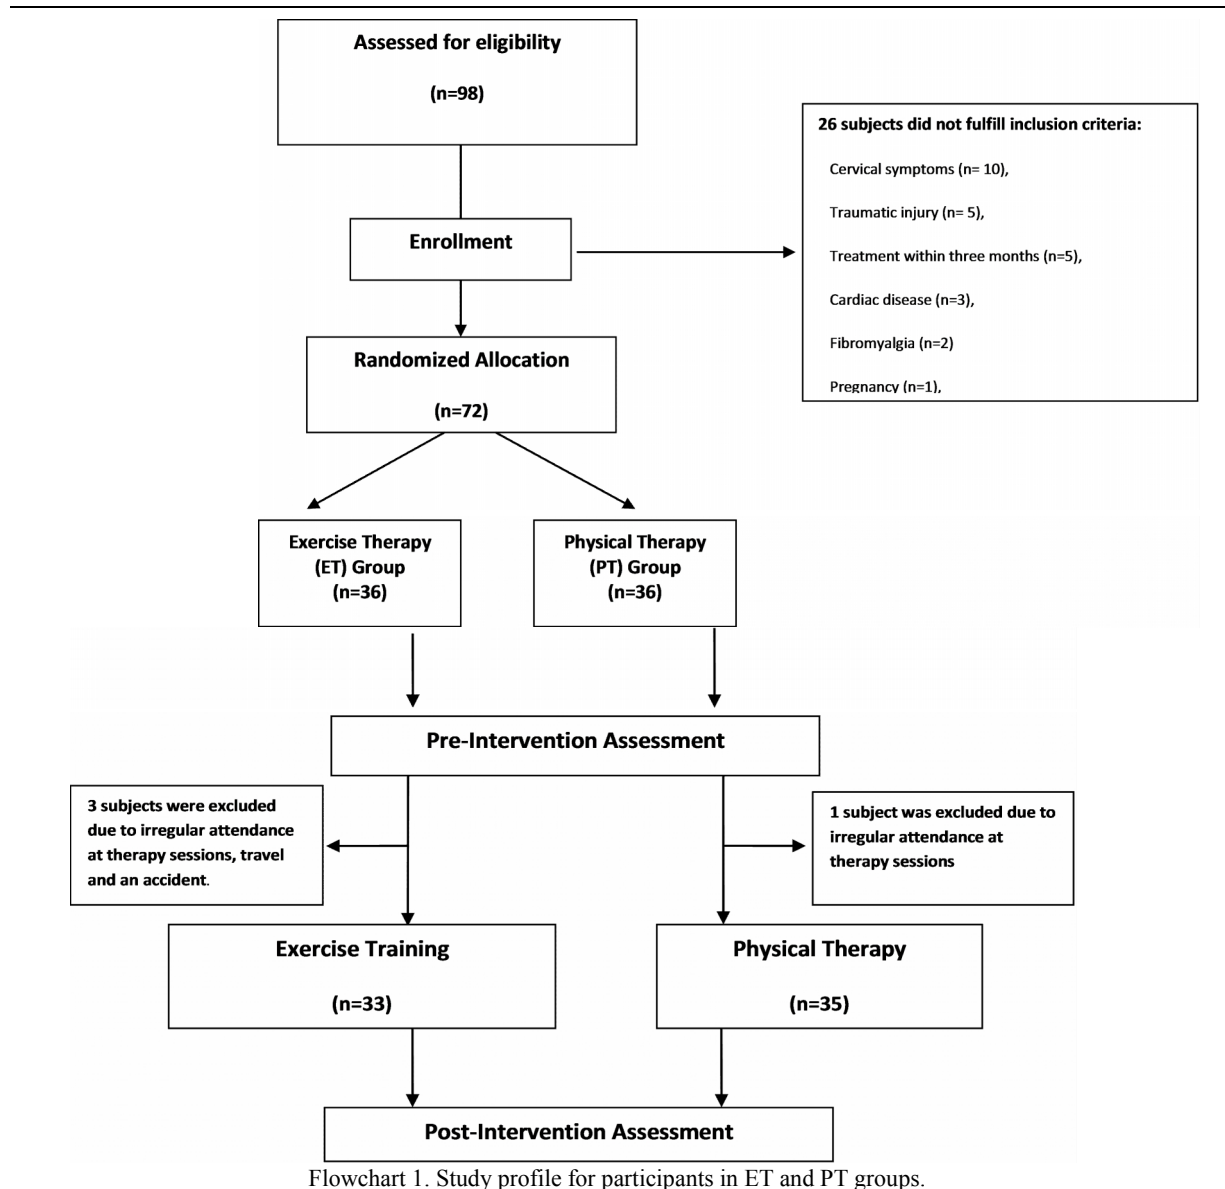 Assessed for eligibility
(n=98)
26 subjects did not fulfill inclusion criteria:
Cervical symptoms (n= 10),
Traumatic injury (n= 5),
Treatment within three months (n=5),
Cardiac disease (n=3),
Fibromyalgia (n=2)
Pregnancy (n=1),
Enrollment
Randomized Allocation
(n=72)
Exercise Therapy
(ET) Group
(n=36)
Physical Therapy
(PT) Group
(n=36)
Pre-Intervention Assessment
3 subjects were excluded
due to irregular attendance
at therapy sessions, travel
and an accident.
1 subject was excluded due to
irregular attendance at
therapy sessions
Exercise Training
(n=33)
Physical Therapy
(n=35)
Post-Intervention Assessment
Flowchart 1. Study profile for participants in ET and PT groups.